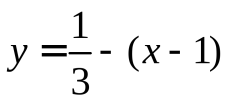 y = 1/3 - (x - 1)